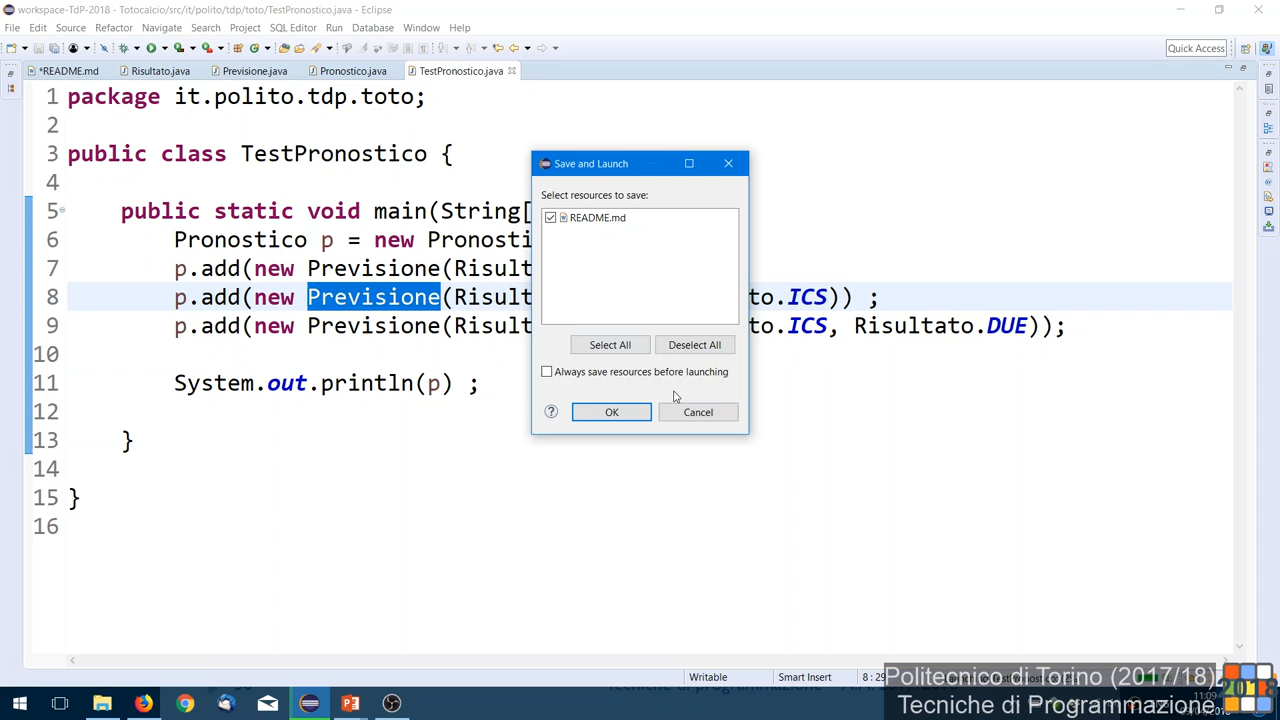 workspace-TdP-2018 - Totocalcio/src/it/polito/tdp/toto/TestPronostico.java - Eclipse
File Edit Source Refactor Navigate Search Project SQL Editor Run Database Window Help
Quick Access
*README.md Risultato.java Previsione.java Pronostico.java TestPronostico.java
1 package it.polito.tdp.toto;
2
3 public class TestPronostico {
4
5 public static void main(String[
6 Pronostico p = new Pronosti
7 p.add(new Previsione(Risult
8 p.add(new Previsione(Risult to.ICS)) ;
9 p.add(new Previsione(Risult to.ICS, Risultato.DUE));
10
11 System.out.println(p) ;
12
13 }
14
15 }
16
Save and Launch
Select resources to save:
README.md
Select All Deselect All
Always save resources before launching
OK Cancel
Writable Smart Insert 8 : 29
Politecnico di Torino (2017/18)
Tecniche di Programmazione
2018
11:09